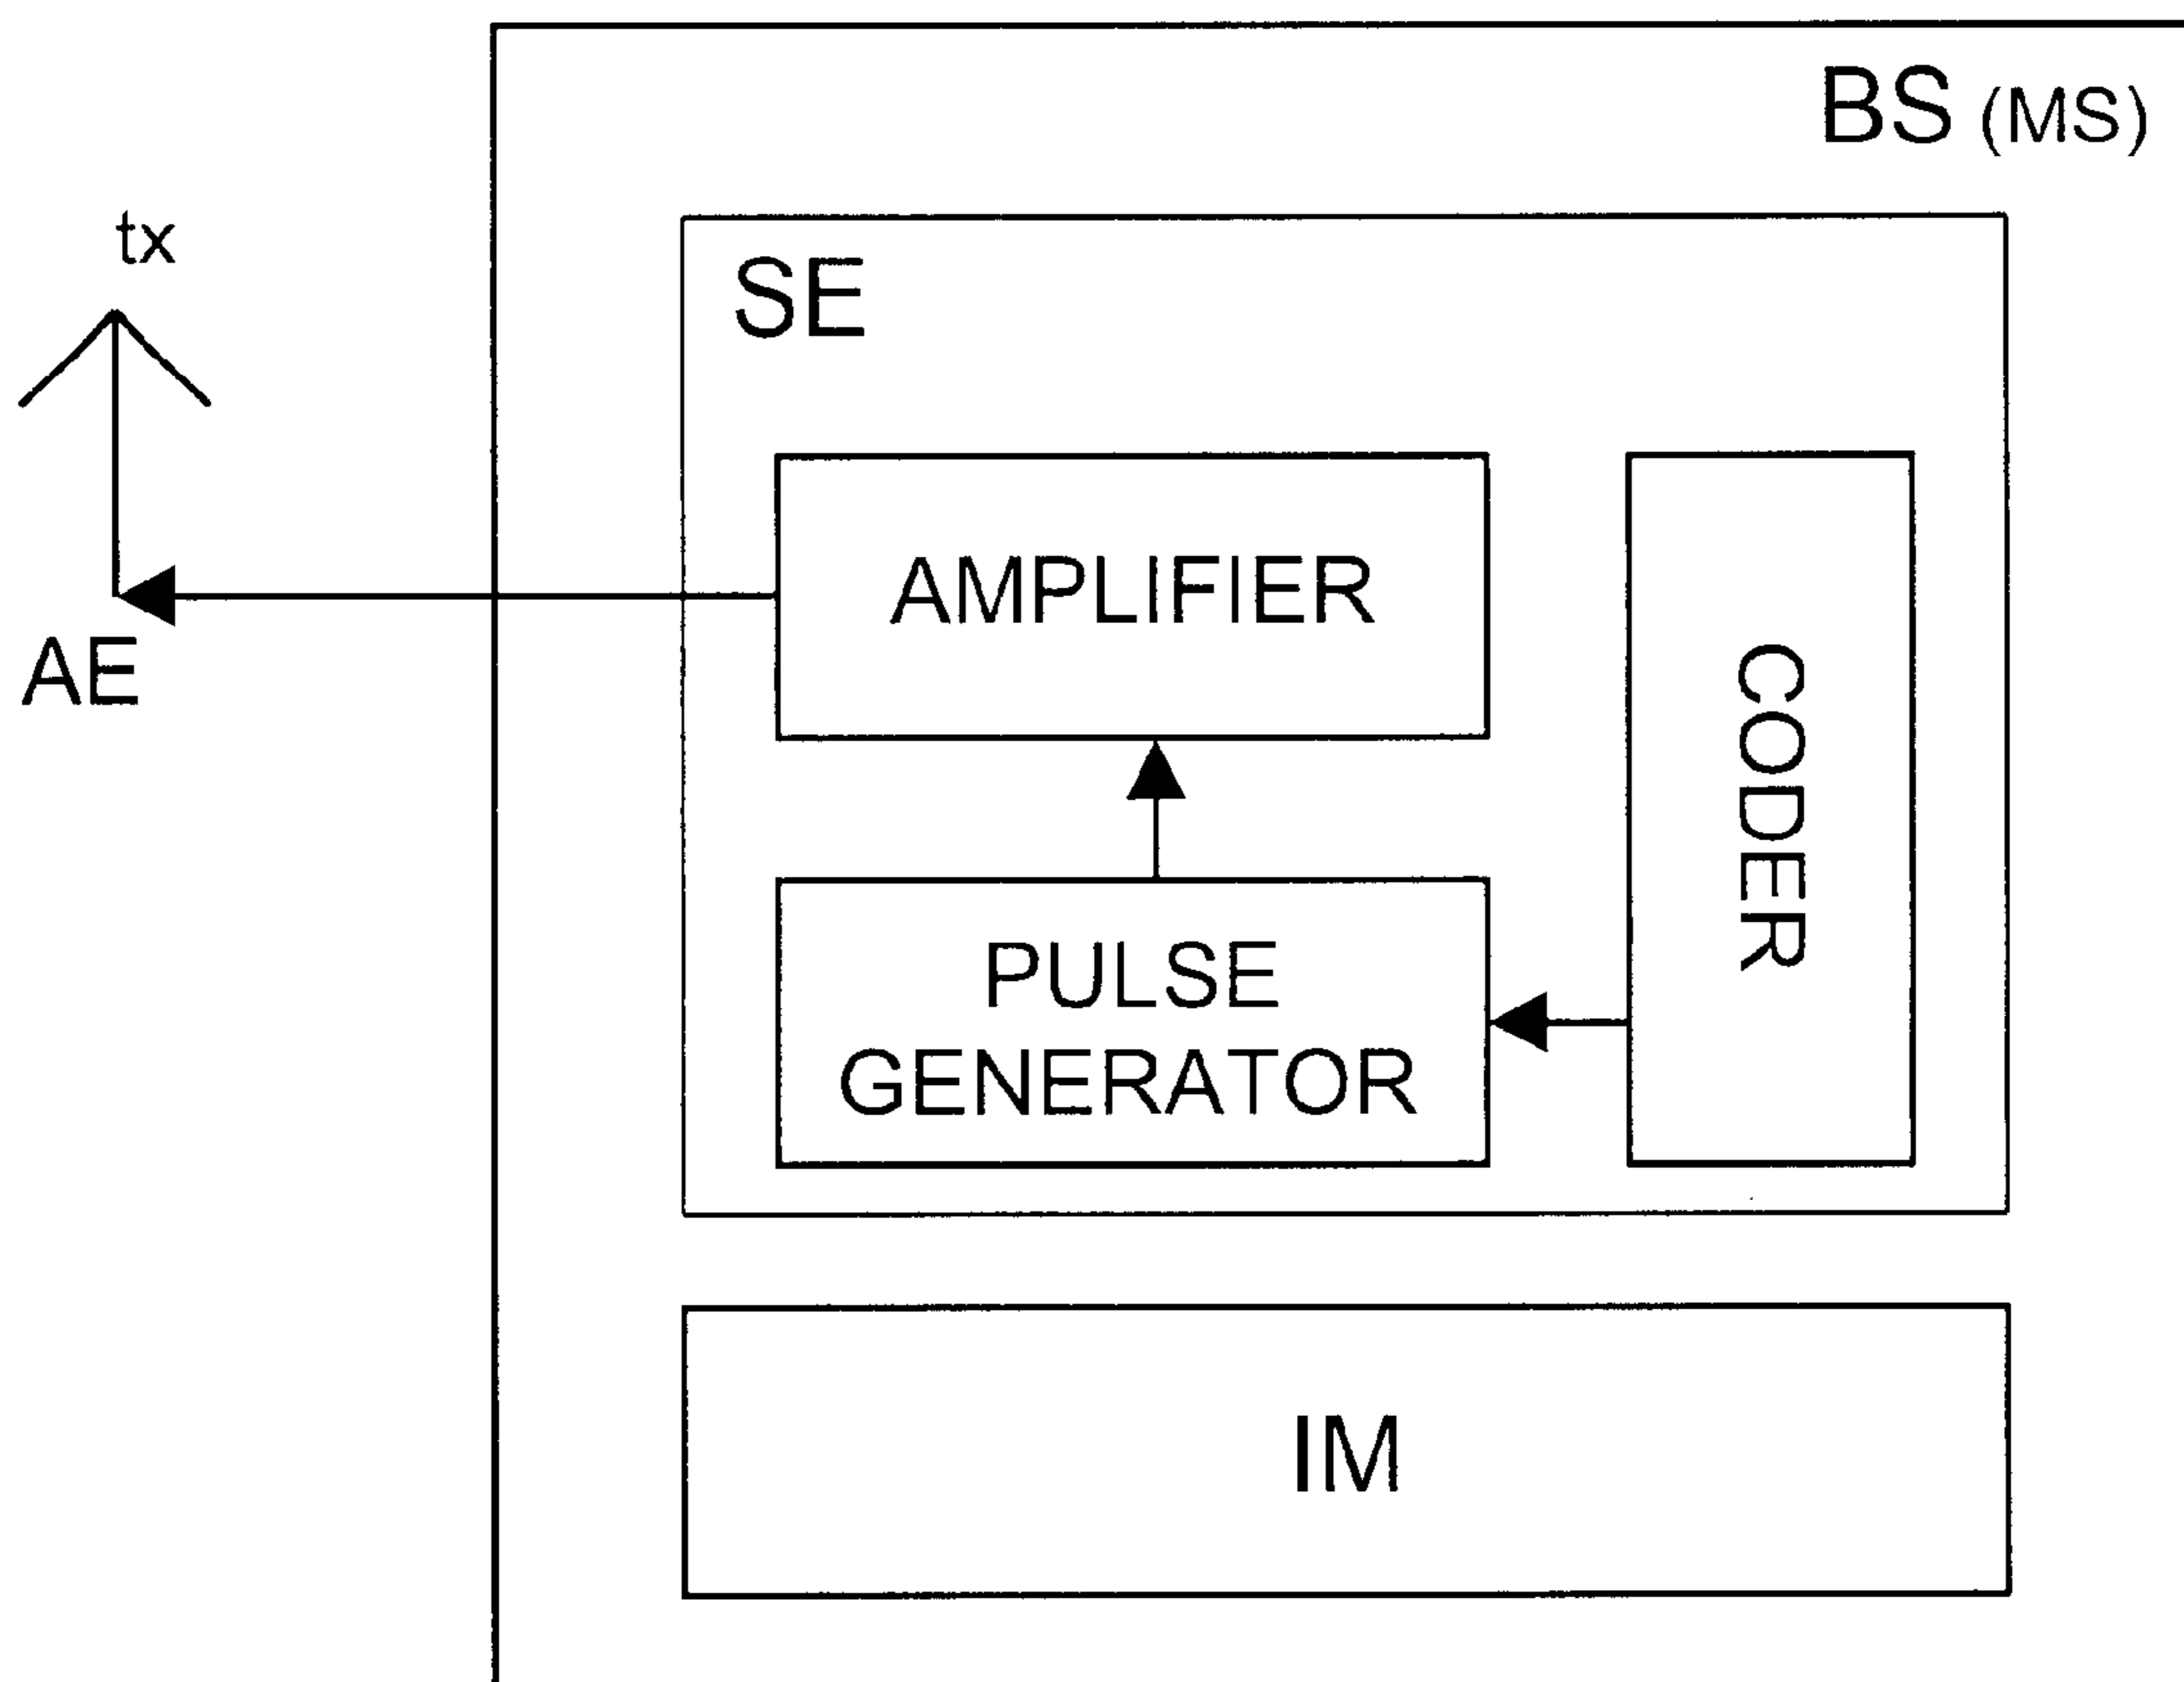 BS (MS)
tx
SE
AMPLIFIER
AE
CODER
PULSE
GENERATOR
IM